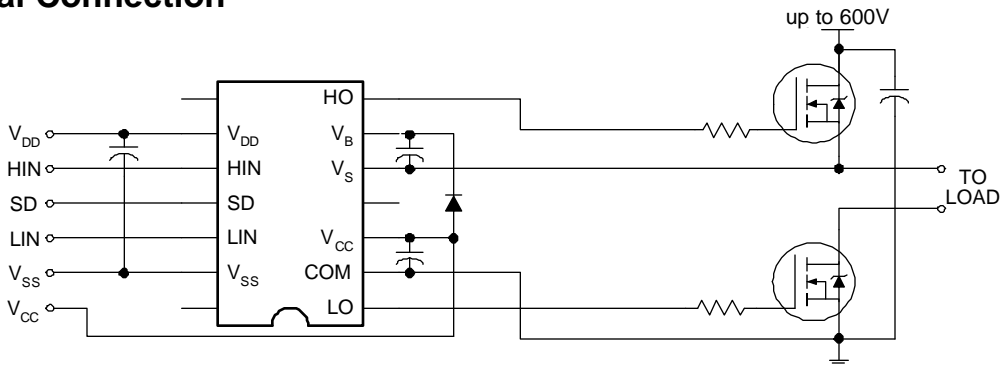 al Connection
up to 600V
HO
V_DD
V_DD
V_B
HIN
HIN
V_S
SD
SD
TO
LOAD
LIN
LIN
V_CC
V_SS
V_SS
COM
V_CC
LO